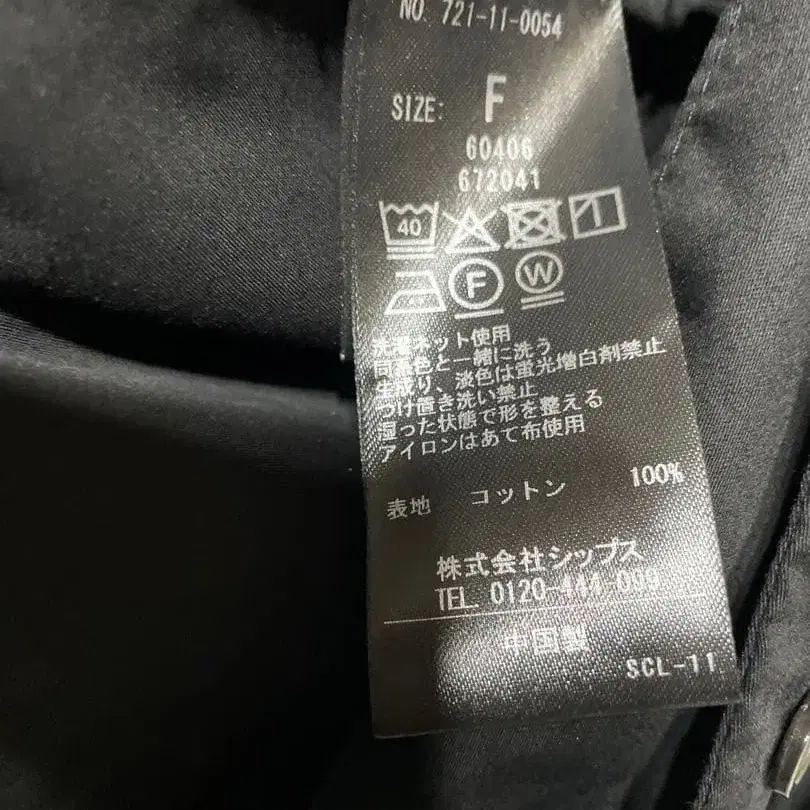 NO. 721-11-0054
SIZE: F
60406
672041
40
F W
洗濯ネット使用
同系色と一緒に洗う
生成り、淡色は蛍光増白剤禁止
つけ置き洗い禁止
湿った状態で形を整える
アイロンはあて布使用
表地 コットン 100%
株式会社シップス
TEL. 0120-444-099
中国製
SCL-11